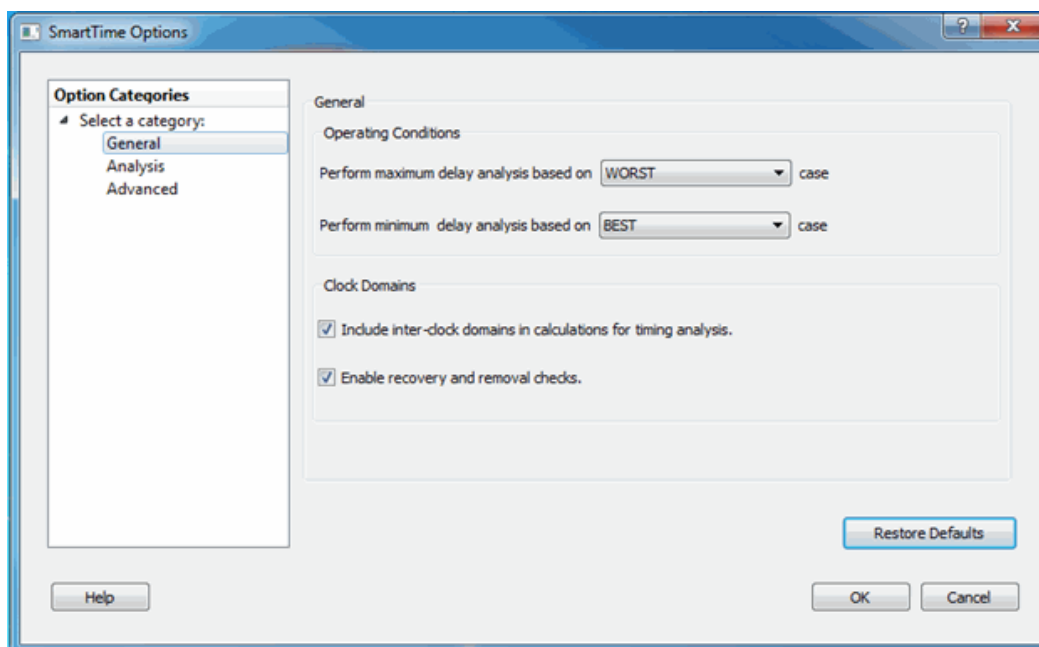 SmartTime Options
Option Categories
Select a category:
General
Analysis
Advanced
General
Operating Conditions
Perform maximum delay analysis based on WORST case
Perform minimum delay analysis based on BEST case
Clock Domains
Include inter-clock domains in calculations for timing analysis.
Enable recovery and removal checks.
Restore Defaults
Help OK Cancel